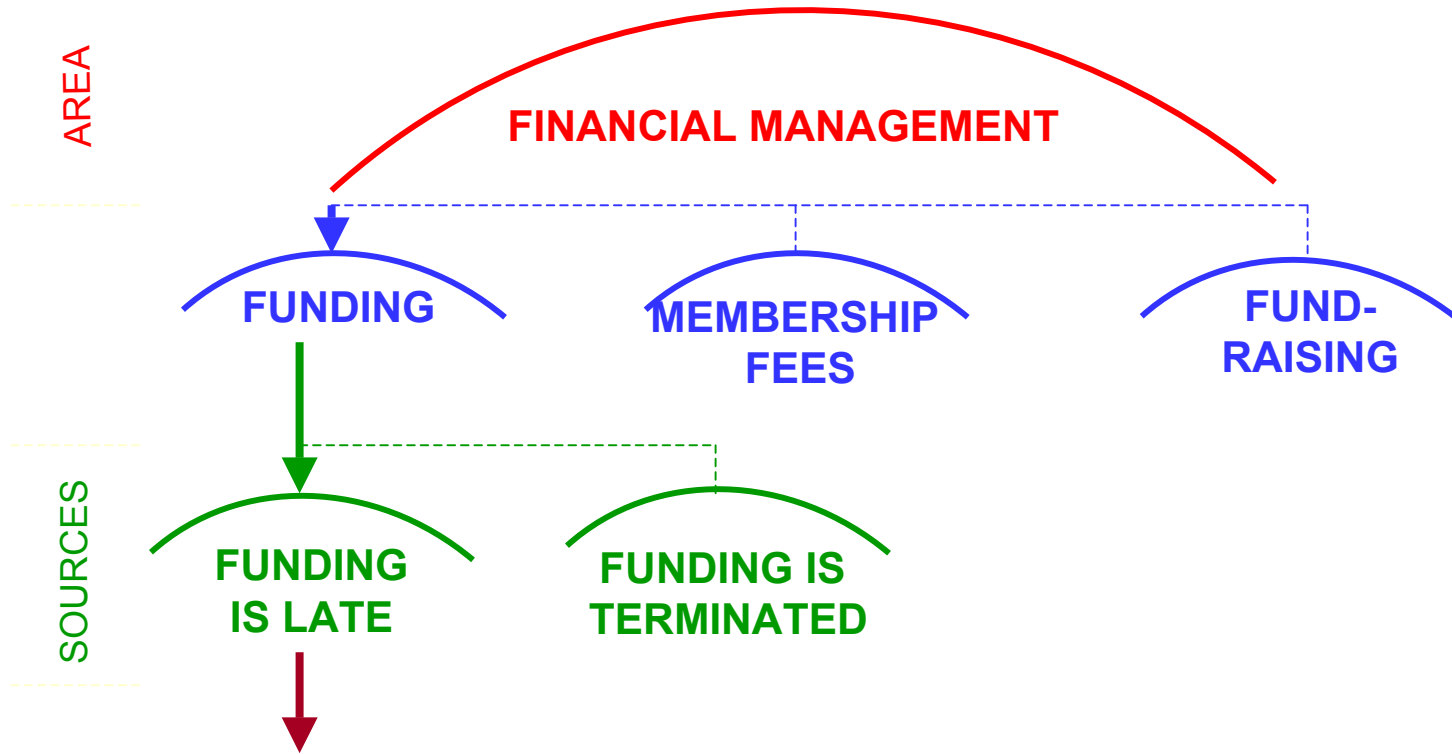 AREA
FINANCIAL MANAGEMENT
FUNDING
MEMBERSHIP
FEES
FUND-
RAISING
SOURCES
FUNDING
IS LATE
FUNDING IS
TERMINATED